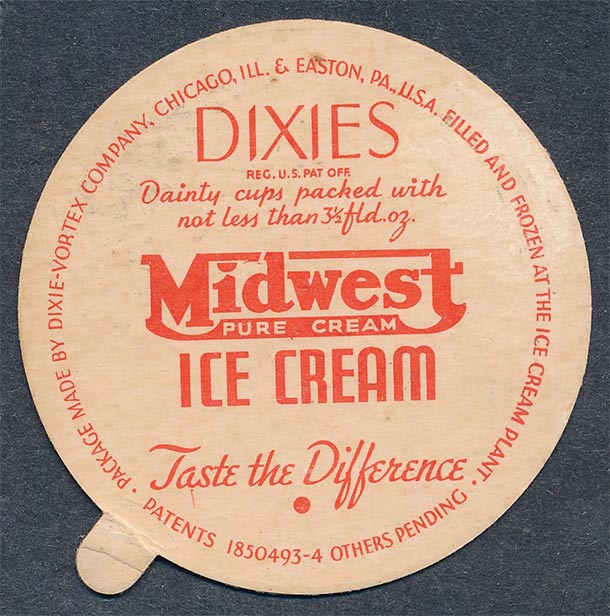 PACKAGE MADE BY DIXIE-VORTEX COMPANY, CHICAGO, ILL. & EASTON, PA., U.S.A. FILLED AND FROZEN AT THE ICE CREAM PLANT
DIXIES
REG. U.S. PAT OFF.
Dainty cups packed with
not less than 3½ fld. oz.
Midwest
PURE CREAM
ICE CREAM
Taste the Difference
PATENTS 1850493-4 OTHERS PENDING